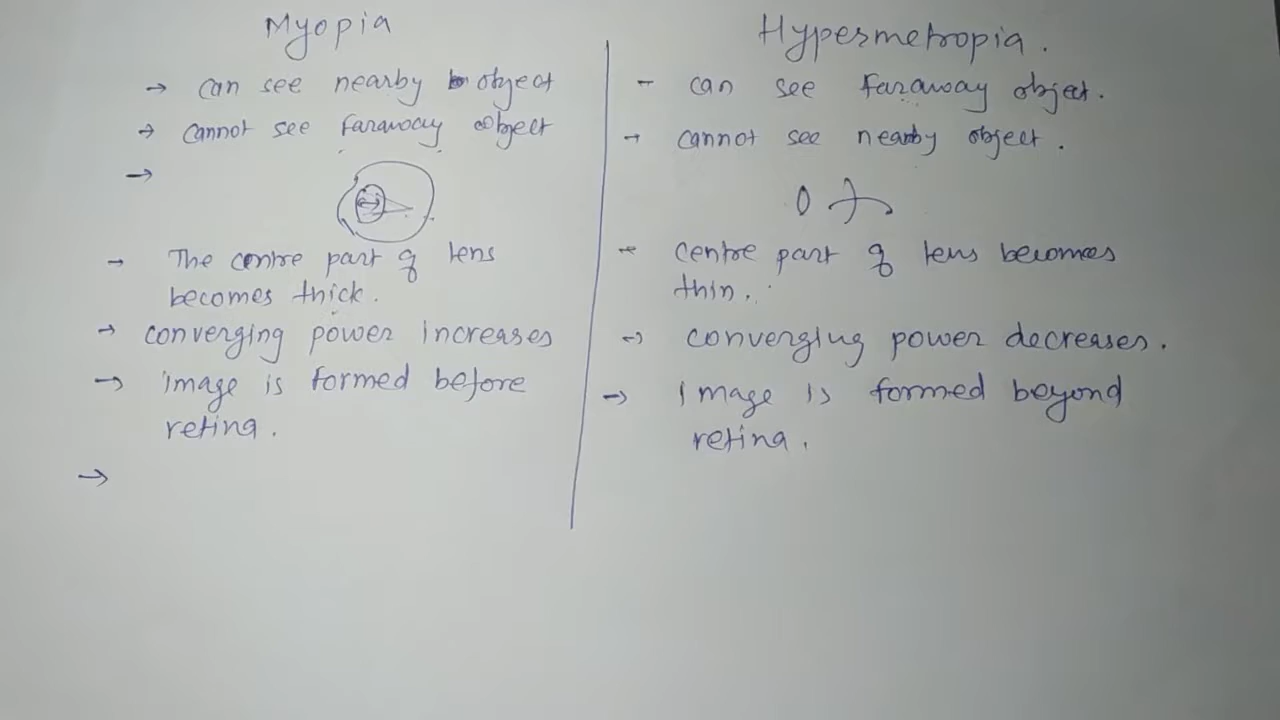 Myopia
→ can see nearby object
→ cannot see faraway object
→
→ The centre part of lens
becomes thick.
→ converging power increases
→ image is formed before
retina.
→
Hypermetropia.
- can see faraway object.
→ cannot see nearby object.
- centre part of lens becomes
thin.
→ converging power decreases.
→ image is formed beyond
retina.